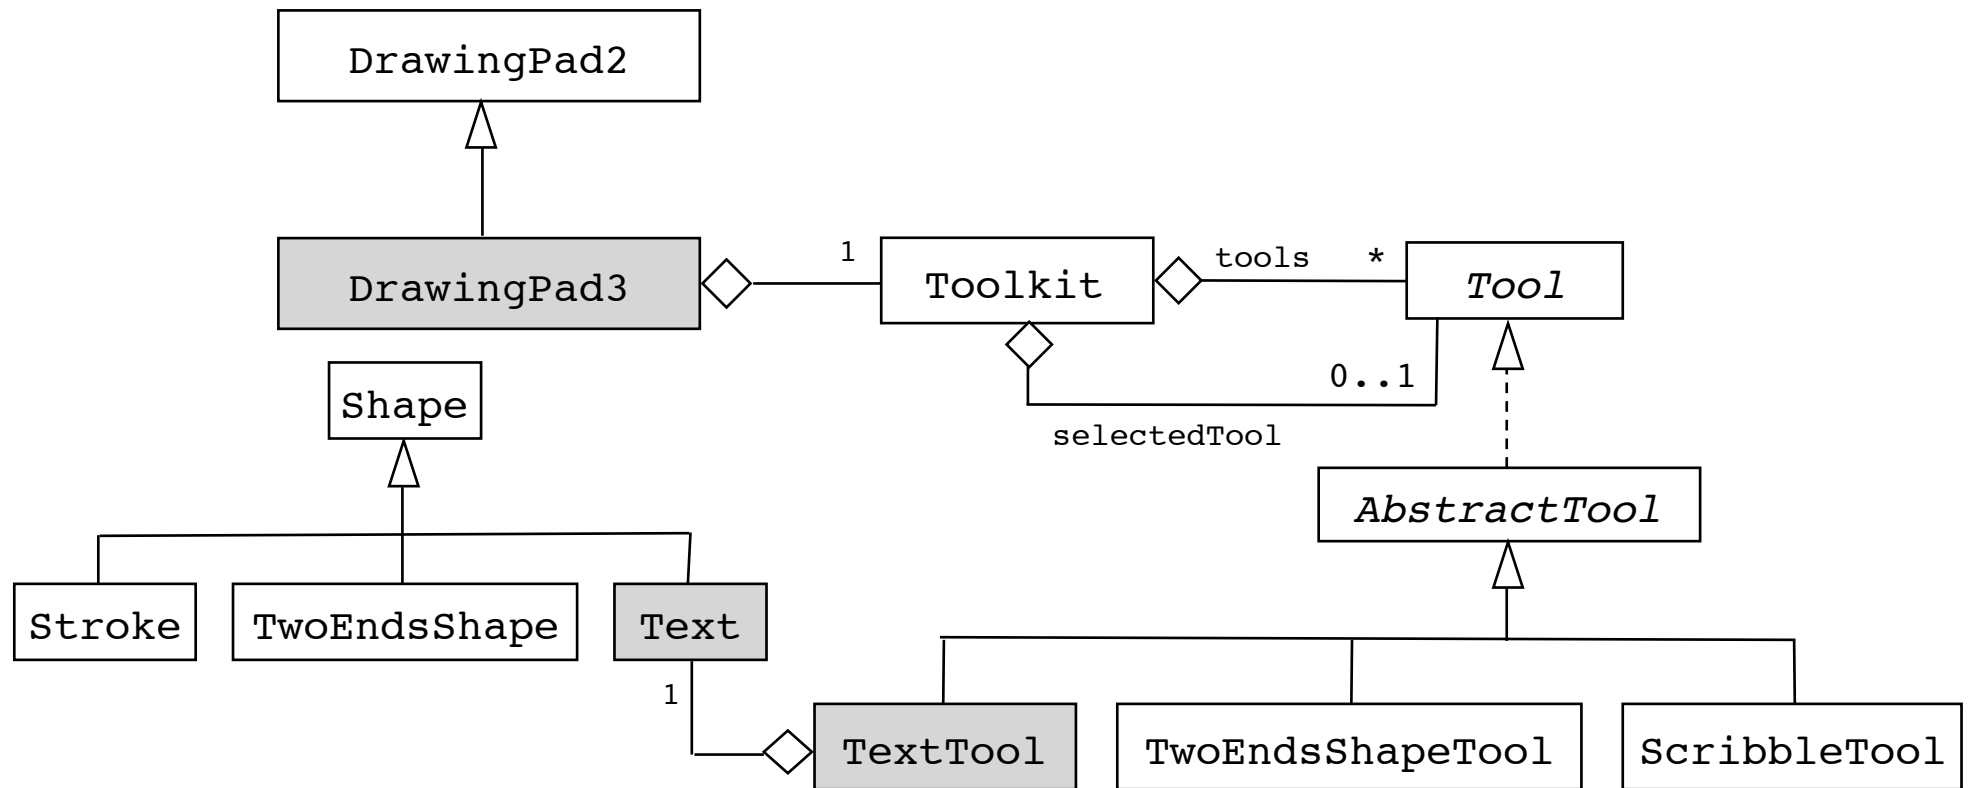 DrawingPad2
DrawingPad3
1
Toolkit
tools
*
Tool
Shape
0..1
selectedTool
AbstractTool
Stroke
TwoEndsShape
Text
1
TextTool
TwoEndsShapeTool
ScribbleTool